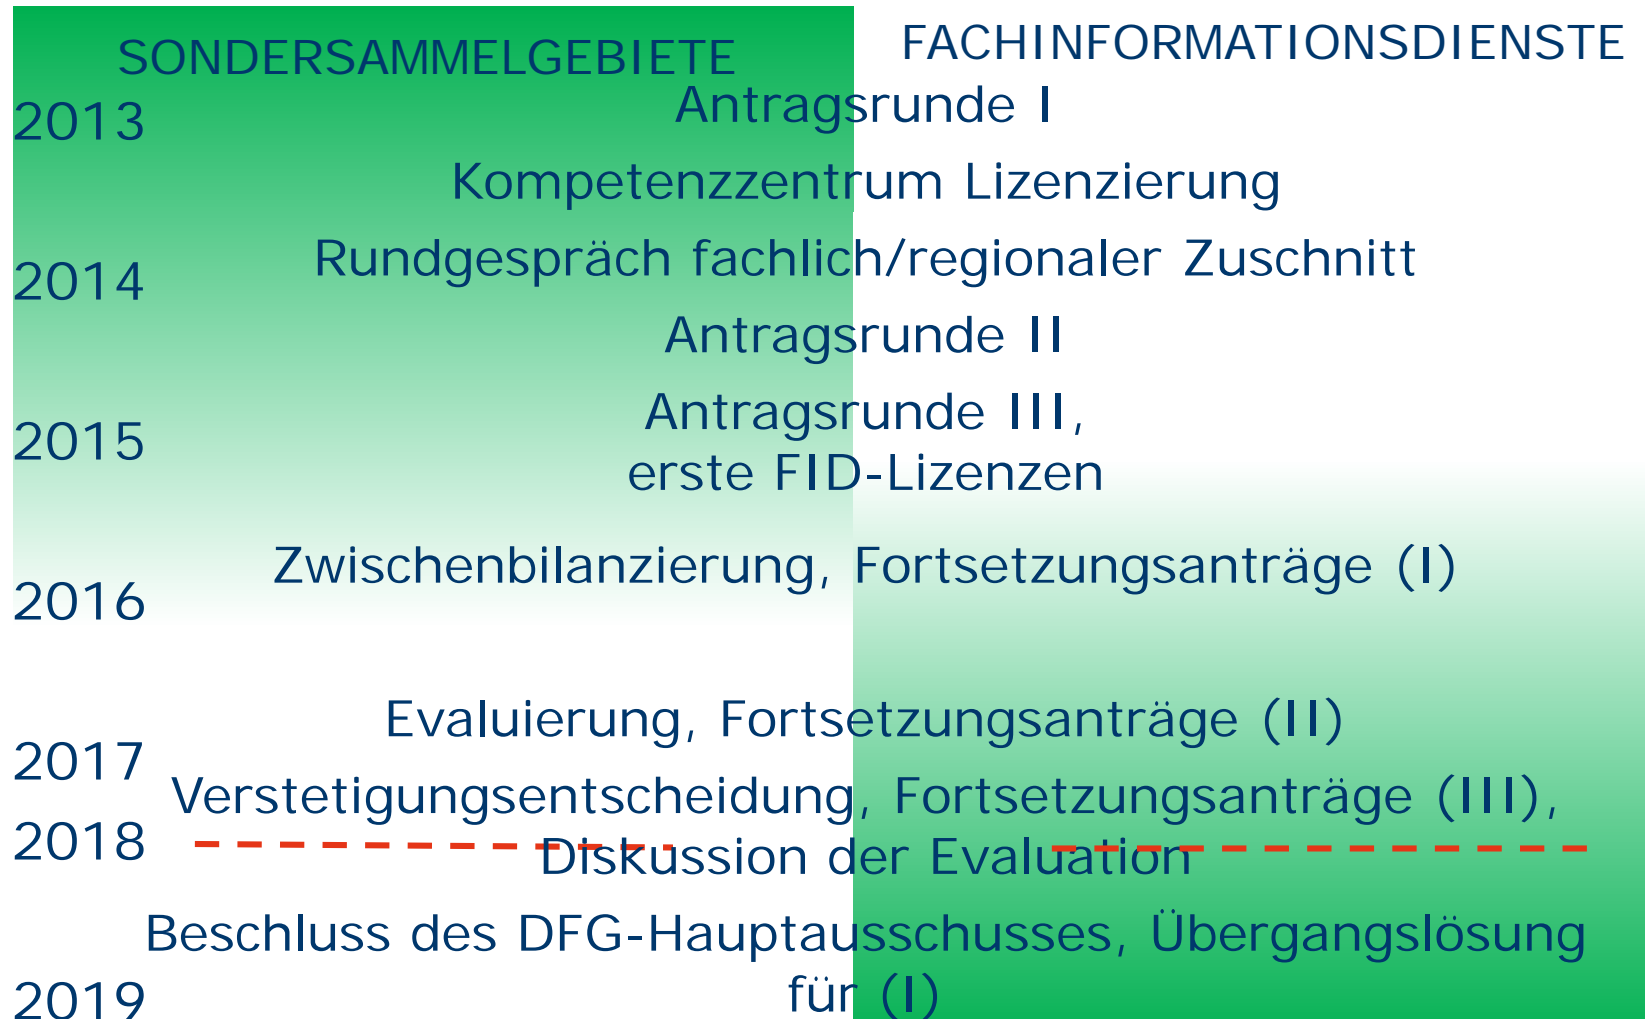 SONDERSAMMELGEBIETE
FACHINFORMATIONSDIENSTE
2013
Antragsrunde I
Kompetenzzentrum Lizenzierung
2014
Rundgespräch fachlich/regionaler Zuschnitt
Antragsrunde II
2015
Antragsrunde III,
erste FID-Lizenzen
2016
Zwischenbilanzierung, Fortsetzungsanträge (I)
2017
Evaluierung, Fortsetzungsanträge (II)
2018
Verstetigungsentscheidung, Fortsetzungsanträge (III),
Diskussion der Evaluation
2019
Beschluss des DFG-Hauptausschusses, Übergangslösung
für (I)